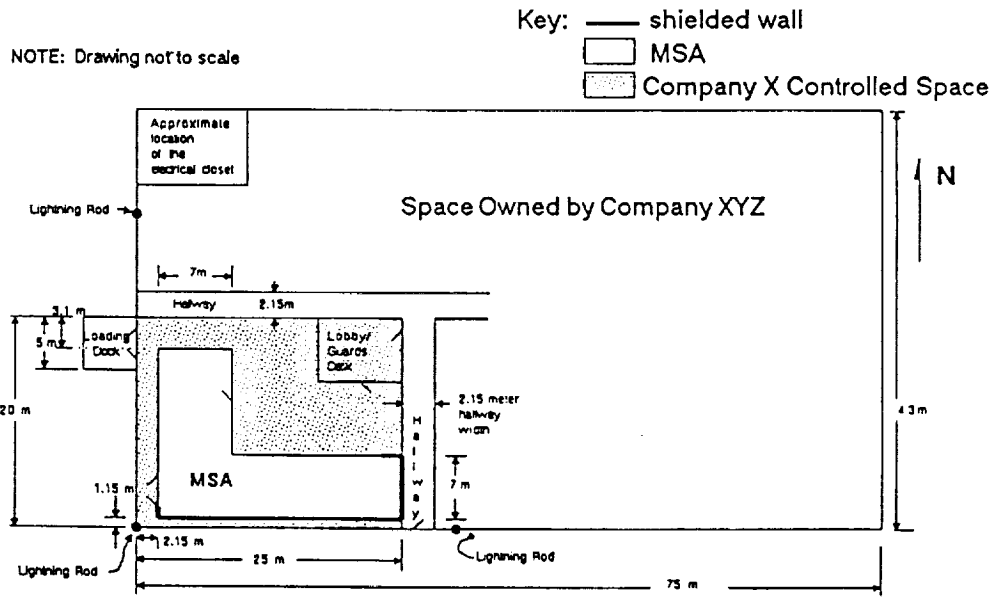 Key: shielded wall
NOTE: Drawing not to scale
MSA
Company X Controlled Space
Approximate
location
of the
electrical closet
N
Lightning Rod
Space Owned by Company XYZ
7m
Hallway
2.15m
3.1 m
Loading
Dock
5 m
Lobby/
Guards
Desk
2.15 meter
hallway
width
20 m
43m
Hallway
MSA
7 m
1.15 m
2.15 m
Lightning Rod
25 m
Lightning Rod
75 m